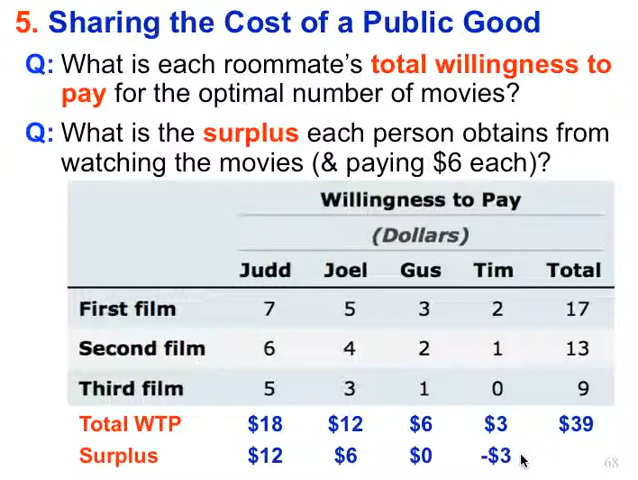 5. Sharing the Cost of a Public Good
Q: What is each roommate's total willingness to
pay for the optimal number of movies?
Q: What is the surplus each person obtains from
watching the movies (& paying $6 each)?
Willingness to Pay
(Dollars)
Judd Joel Gus Tim Total
First film 7 5 3 2 17
Second film 6 4 2 1 13
Third film 5 3 1 0 9
Total WTP $18 $12 $6 $3 $39
Surplus $12 $6 $0 -$3
68